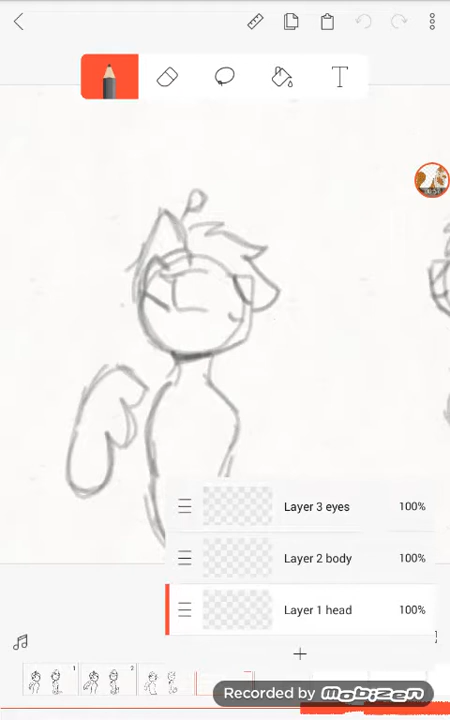 T
Layer 3 eyes 100%
Layer 2 body 100%
Layer 1 head 100%
1
2
Recorded by MOBIZEN